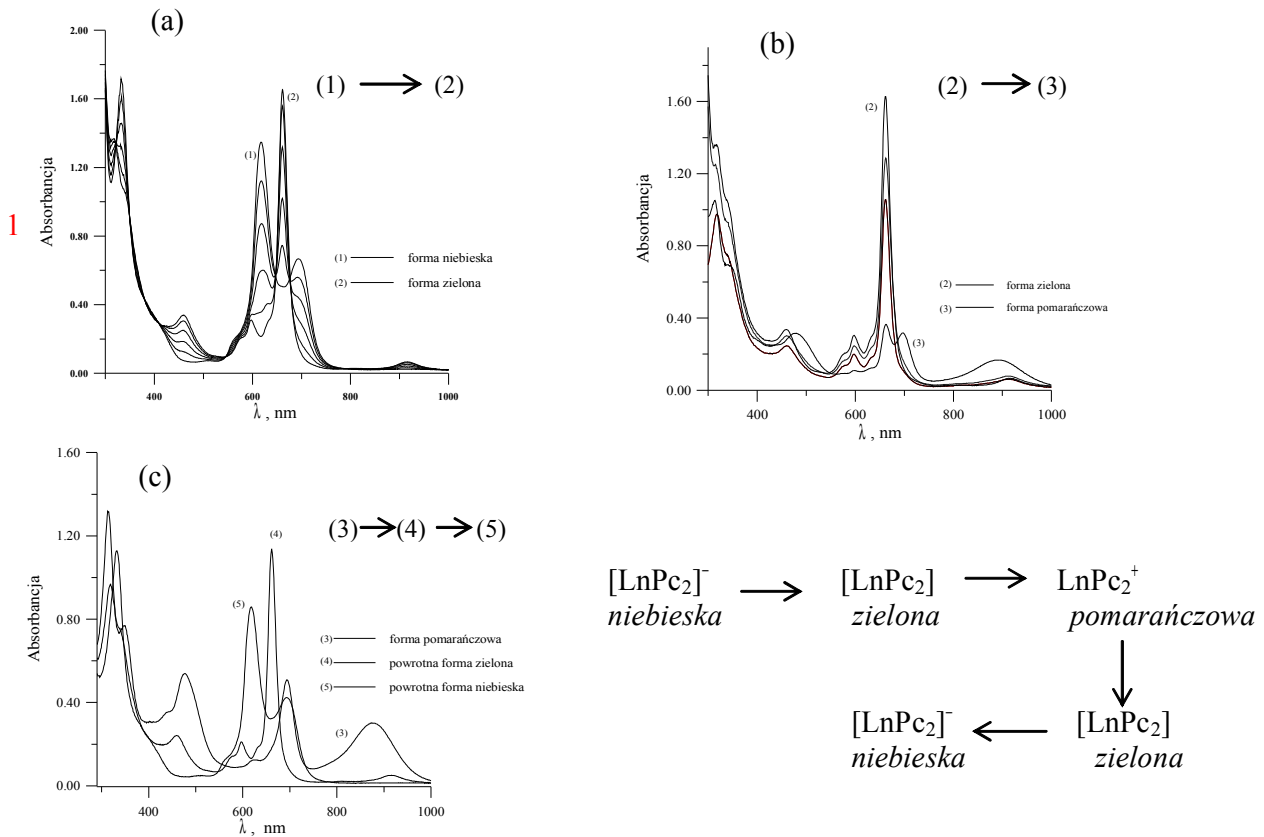 (a)
2.00
1.60
1.20
0.80
0.40
0.00
Absorbancja
(1) → (2)
(2)
(1)
(1) forma niebieska
(2) forma zielona
400 600 800 1000
λ , nm
1
(b)
1.60
1.20
0.80
0.40
0.00
Absorbancja
(2) → (3)
(2)
(3)
(2) forma zielona
(3) forma pomarańczowa
400 600 800 1000
λ , nm
(c)
1.60
1.20
0.80
0.40
0.00
Absorbancja
(3) → (4) → (5)
(4)
(5)
(3)
(3) forma pomarańczowa
(4) powrotna forma zielona
(5) powrotna forma niebieska
400 600 800 1000
λ , nm
[LnPc₂]⁻ → [LnPc₂] → LnPc₂⁺
niebieska zielona pomarańczowa
[LnPc₂]⁻ ← [LnPc₂]
niebieska zielona